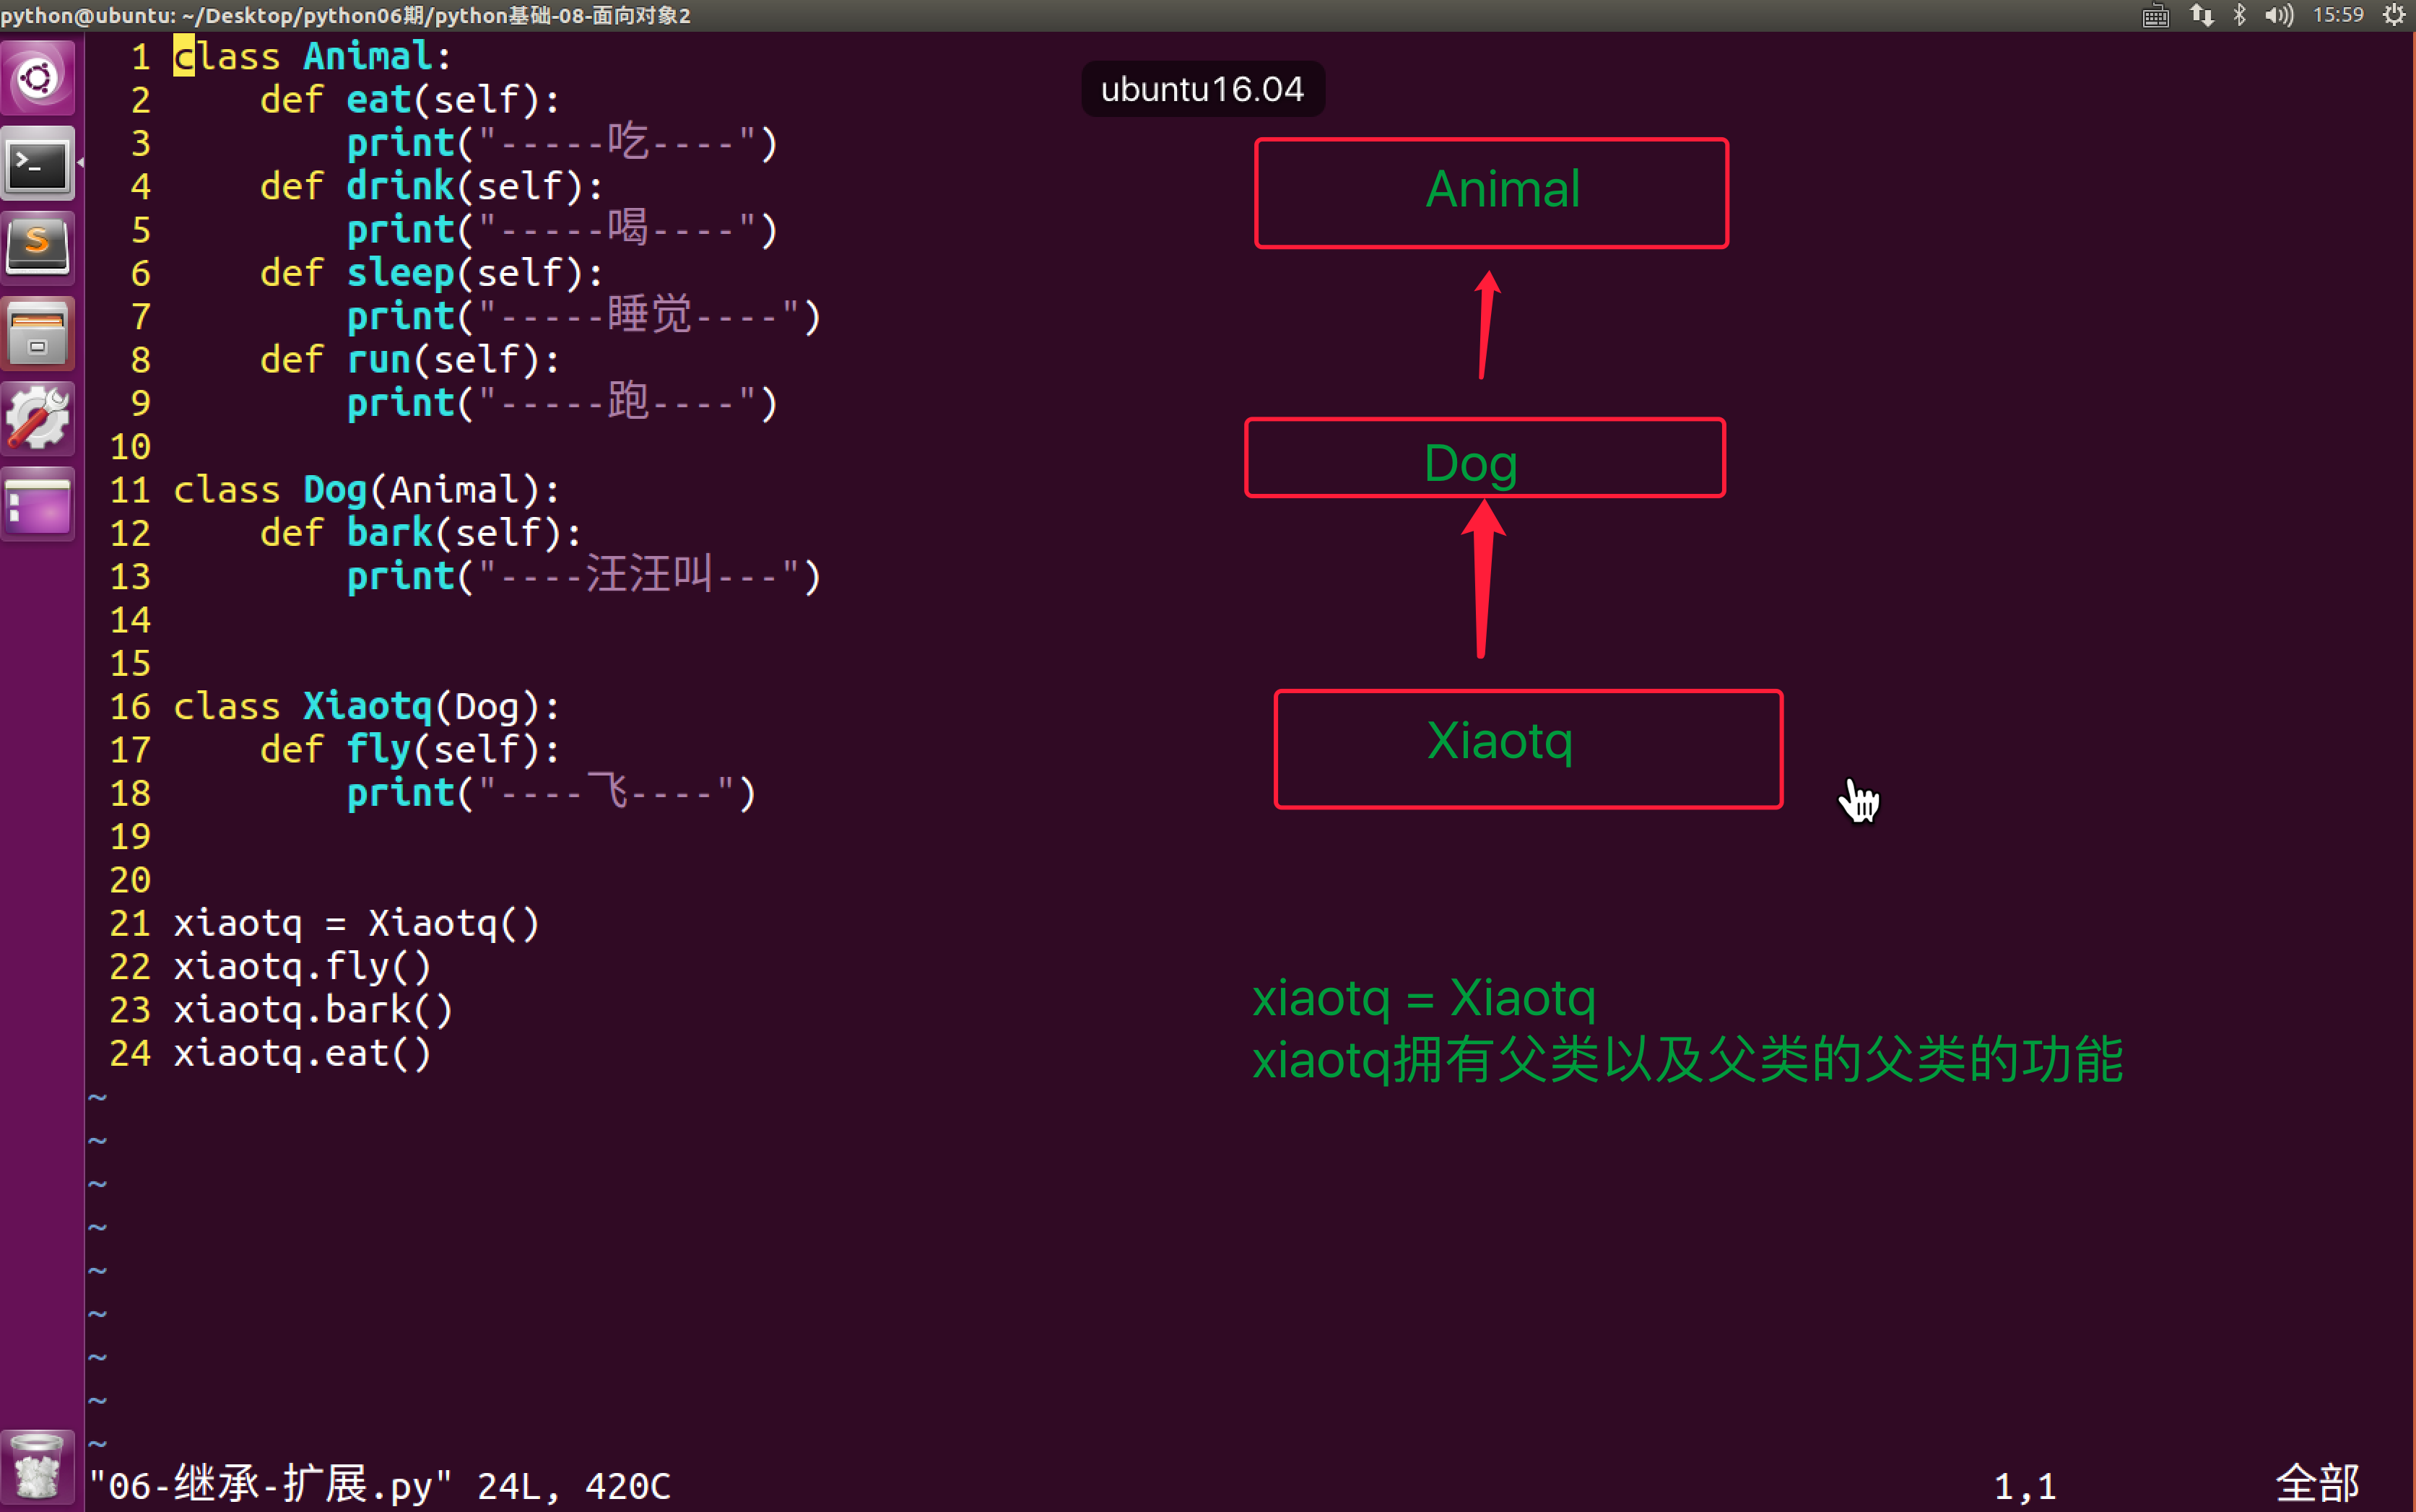 python@ubuntu: ~/Desktop/python06期/python基础-08-面向对象2
15:59
1 class Animal:
2     def eat(self):
3         print("-----吃----")
4     def drink(self):
5         print("-----喝----")
6     def sleep(self):
7         print("-----睡觉----")
8     def run(self):
9         print("-----跑----")
10
11 class Dog(Animal):
12     def bark(self):
13         print("----汪汪叫---")
14
15
16 class Xiaotq(Dog):
17     def fly(self):
18         print("----飞----")
19
20
21 xiaotq = Xiaotq()
22 xiaotq.fly()
23 xiaotq.bark()
24 xiaotq.eat()
~
~
~
~
~
~
~
~
~
"06-继承-扩展.py" 24L, 420C
1,1
全部
ubuntu16.04
Animal
Dog
Xiaotq
xiaotq = Xiaotq
xiaotq拥有父类以及父类的父类的功能